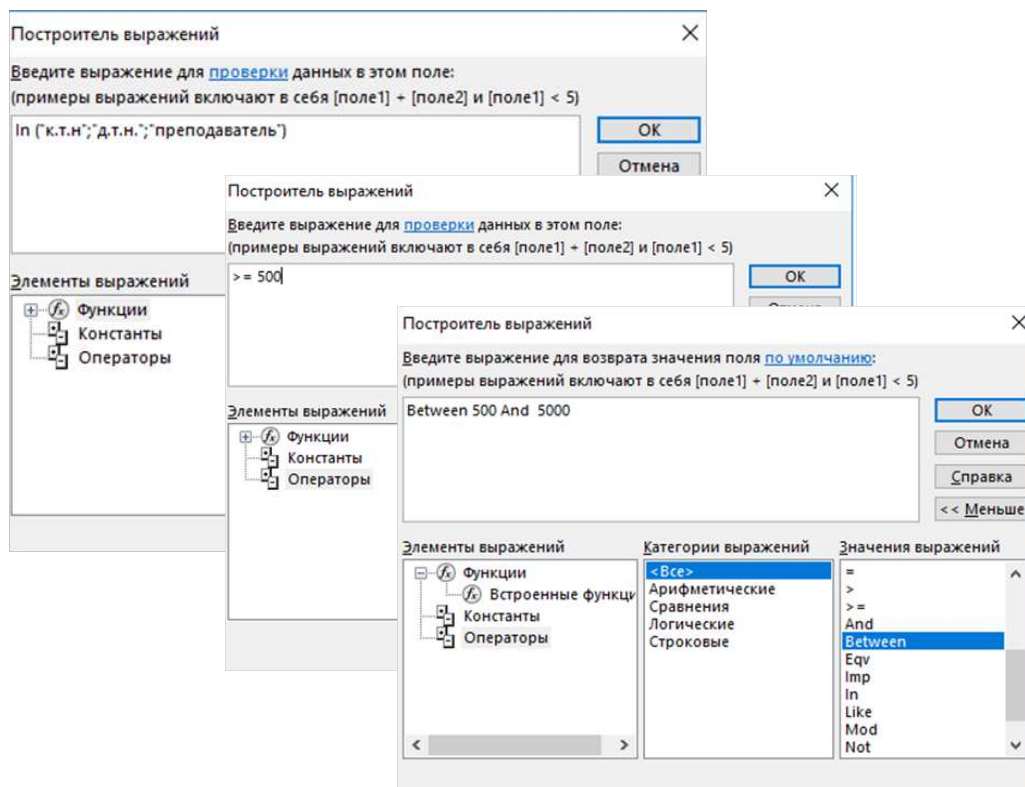 Построитель выражений
Введите выражение для проверки данных в этом поле:
(примеры выражений включают в себя [поле1] + [поле2] и [поле1] < 5)
In ("к.т.н";"д.т.н.";"преподаватель")
ОК
Отмена
Элементы выражений
Функции
Константы
Операторы
Построитель выражений
Введите выражение для проверки данных в этом поле:
(примеры выражений включают в себя [поле1] + [поле2] и [поле1] < 5)
>= 500
ОК
Элементы выражений
Функции
Константы
Операторы
Построитель выражений
Введите выражение для возврата значения поля по умолчанию:
(примеры выражений включают в себя [поле1] + [поле2] и [поле1] < 5)
Between 500 And  5000
ОК
Отмена
Справка
<< Меньше
Элементы выражений
Функции
Встроенные функци
Константы
Операторы
Категории выражений
<Все>
Арифметические
Сравнения
Логические
Строковые
Значения выражений
=
>
>=
And
Between
Eqv
Imp
In
Like
Mod
Not